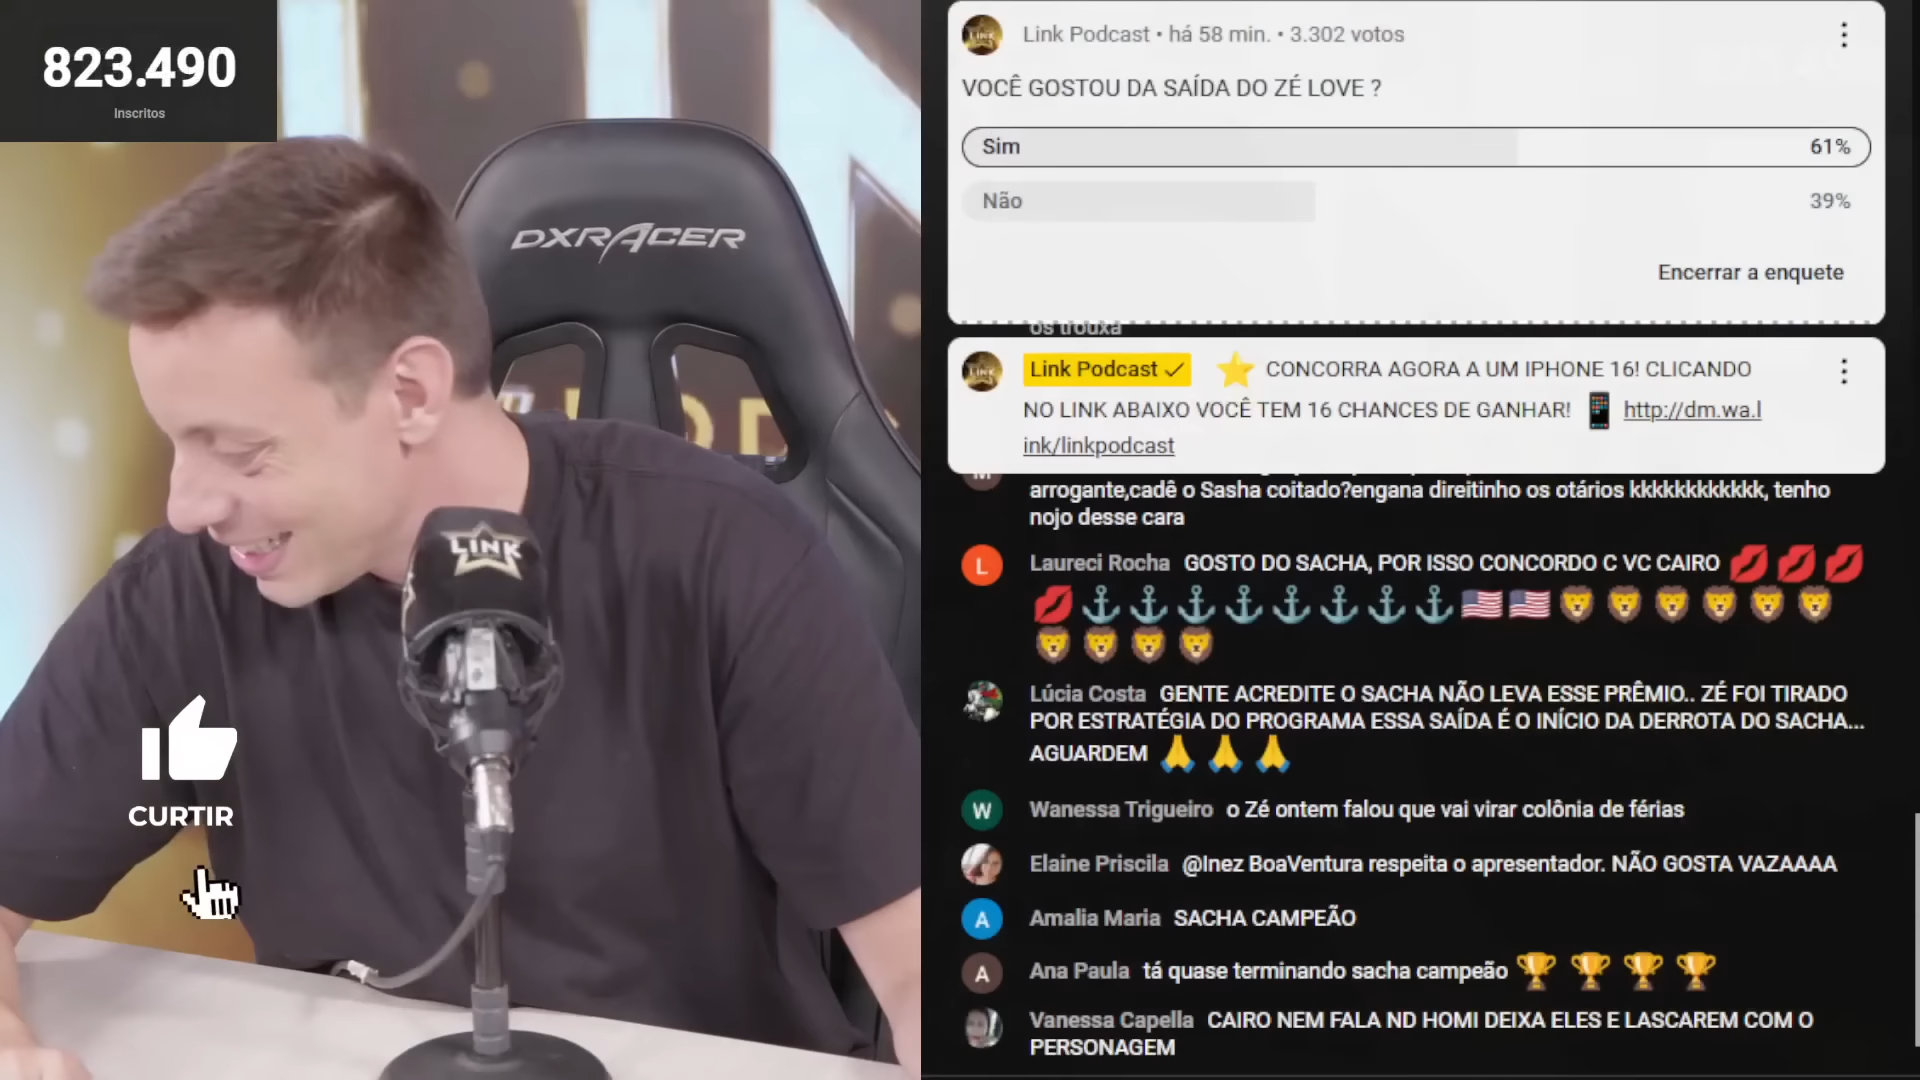 823.490
Inscritos
DXRACER
LINK
CURTIR
Link Podcast • há 58 min. • 3.302 votos
VOCÊ GOSTOU DA SAÍDA DO ZÉ LOVE ?
Sim 61%
Não 39%
Encerrar a enquete
os trouxa
Link Podcast ✓ ⭐ CONCORRA AGORA A UM IPHONE 16! CLICANDO
NO LINK ABAIXO VOCÊ TEM 16 CHANCES DE GANHAR! 📱 http://dm.wa.l
ink/linkpodcast
arrogante,cadê o Sasha coitado?engana direitinho os otários kkkkkkkkkkkk, tenho
nojo desse cara
L Laureci Rocha GOSTO DO SACHA, POR ISSO CONCORDO C VC CAIRO 💋💋💋
💋⚓⚓⚓⚓⚓⚓⚓⚓🇺🇸🇺🇸🦁🦁🦁🦁🦁🦁
🦁🦁🦁🦁
Lúcia Costa GENTE ACREDITE O SACHA NÃO LEVA ESSE PRÊMIO.. ZÉ FOI TIRADO
POR ESTRATÉGIA DO PROGRAMA ESSA SAÍDA É O INÍCIO DA DERROTA DO SACHA...
AGUARDEM 🙏🙏🙏
W Wanessa Trigueiro o Zé ontem falou que vai virar colônia de férias
Elaine Priscila @Inez BoaVentura respeita o apresentador. NÃO GOSTA VAZAAAA
A Amalia Maria SACHA CAMPEÃO
A Ana Paula tá quase terminando sacha campeão 🏆🏆🏆🏆
Vanessa Capella CAIRO NEM FALA ND HOMI DEIXA ELES E LASCAREM COM O
PERSONAGEM